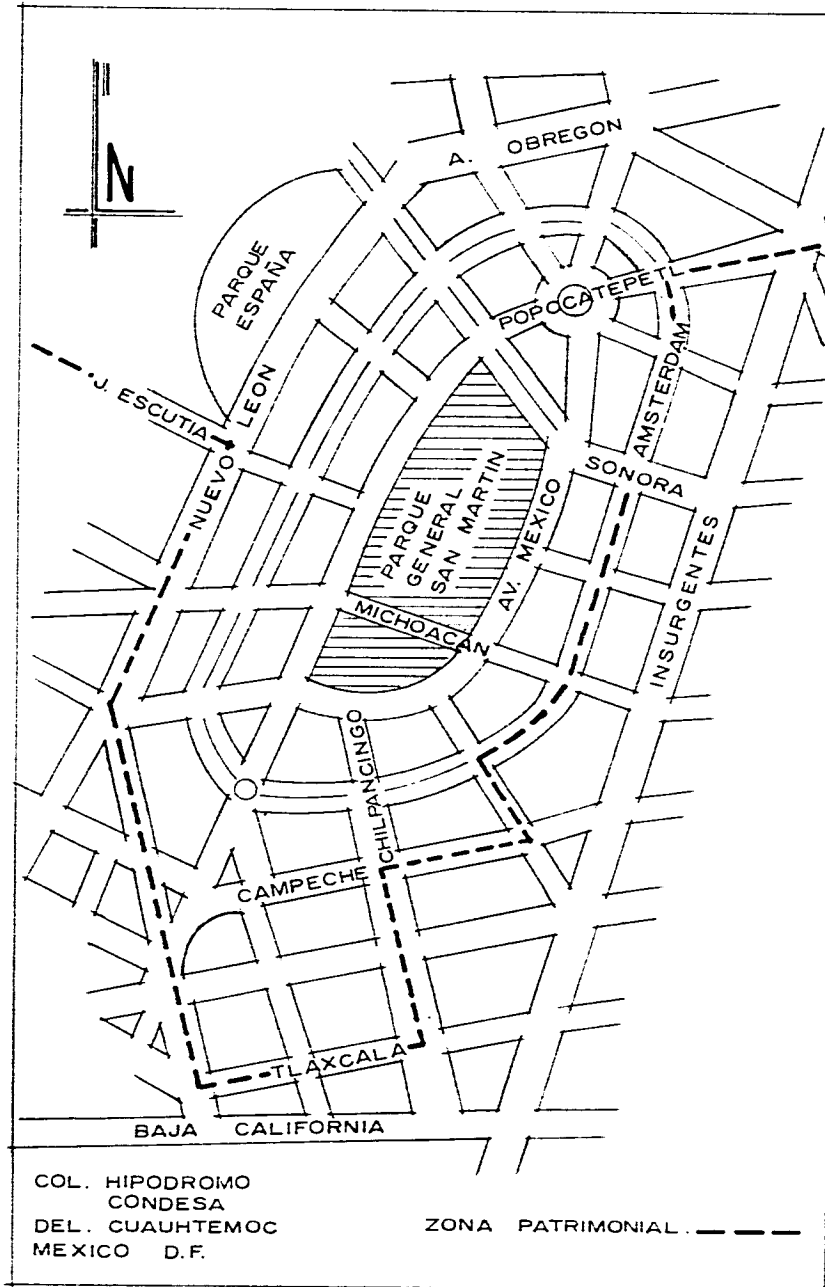 N
A. OBREGON
PARQUE
ESPAÑA
POPOCATEPETL
J. ESCUTIA
NUEVO LEON
AMSTERDAM
SONORA
PARQUE
GENERAL
SAN MARTIN
AV. MEXICO
MICHOACAN
INSURGENTES
CHILPANCINGO
CAMPECHE
TLAXCALA
BAJA CALIFORNIA
COL. HIPODROMO
CONDESA
DEL. CUAUHTEMOC
MEXICO D.F.
ZONA PATRIMONIAL.